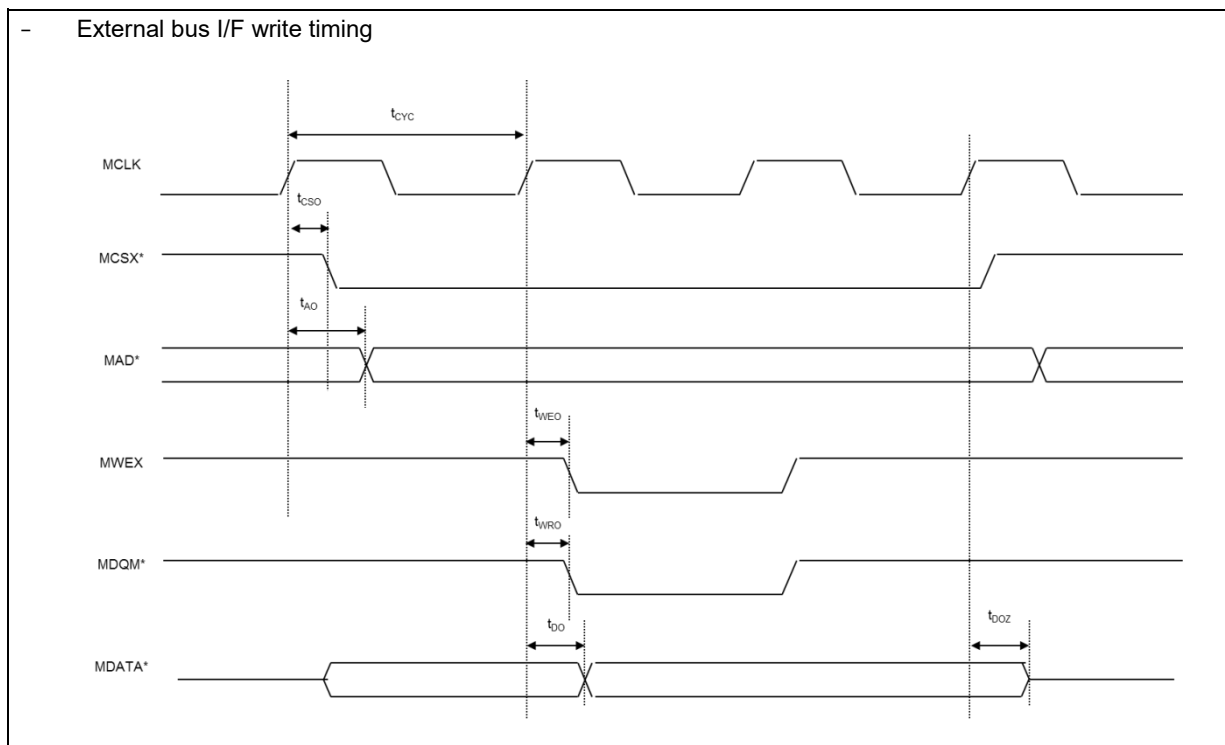 – External bus I/F write timing
tCYC
MCLK
tCSO
MCSX*
tAO
MAD*
tWEO
MWEX
tWRO
MDQM*
tDO
tDOZ
MDATA*